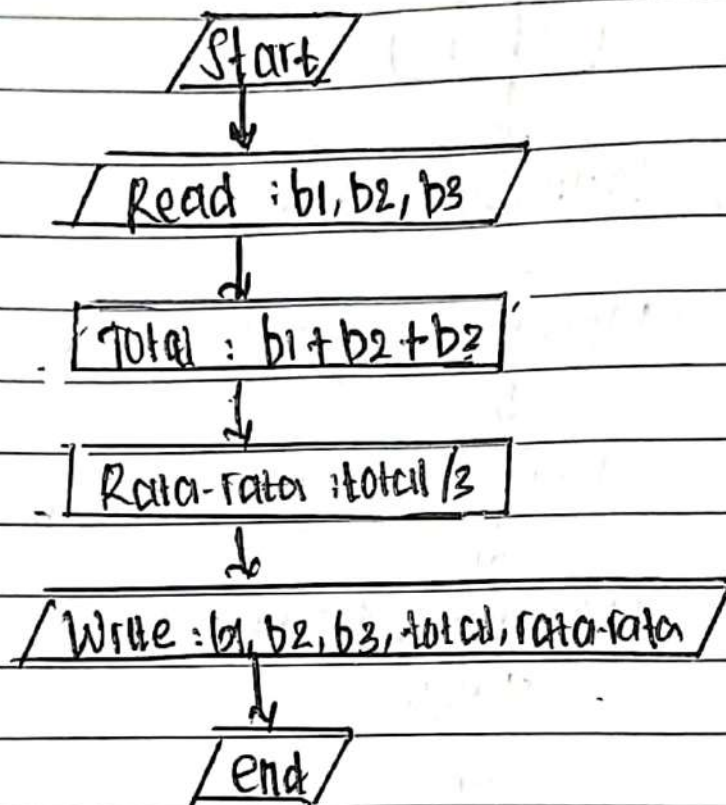 Start
Read : b1, b2, b3
Total : b1 + b2 + b3
Rata-rata : total / 3
Write : b1, b2, b3, total, rata-rata
end